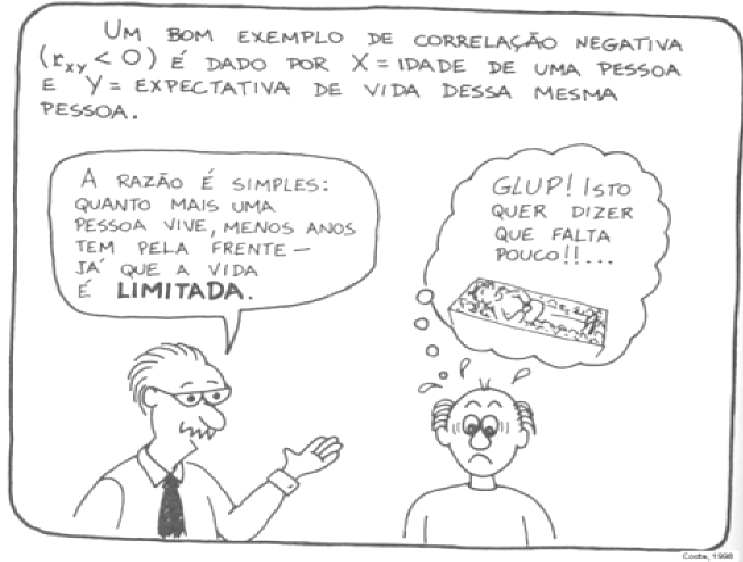 UM BOM EXEMPLO DE CORRELAÇÃO NEGATIVA
(rxy < 0) É DADO POR X = IDADE DE UMA PESSOA
E Y = EXPECTATIVA DE VIDA DESSA MESMA
PESSOA.
A RAZÃO É SIMPLES:
QUANTO MAIS UMA
PESSOA VIVE, MENOS ANOS
TEM PELA FRENTE —
JÁ QUE A VIDA
É LIMITADA.
GLUP! ISTO
QUER DIZER
QUE FALTA
POUCO!!...
Costa, 1998